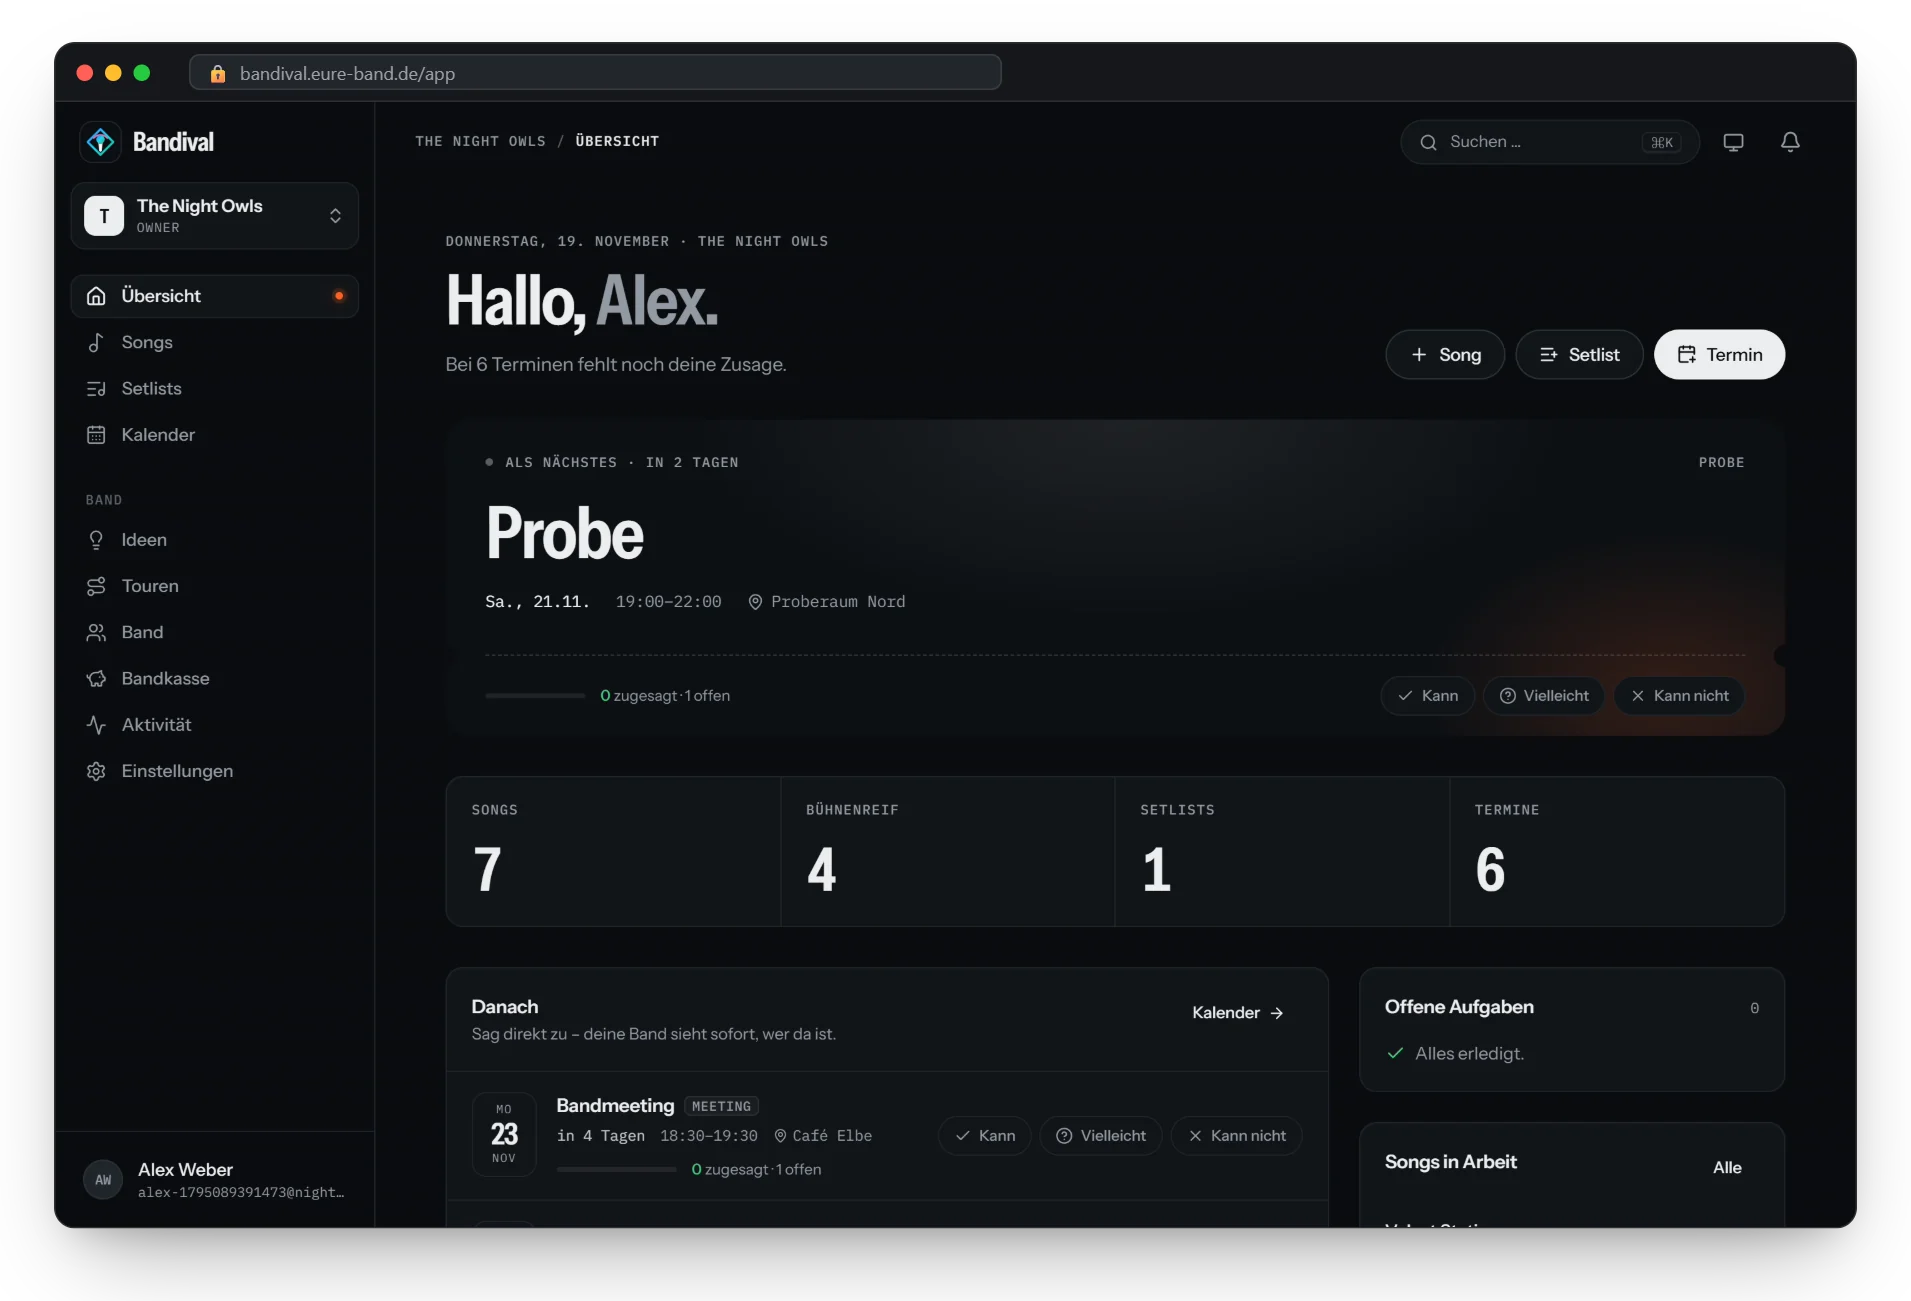 bandival.eure-band.de/app
Bandival
T
The Night Owls
OWNER
Übersicht
Songs
Setlists
Kalender
BAND
Ideen
Touren
Band
Bandkasse
Aktivität
Einstellungen
AW
Alex Weber
alex-1795089391473@night…
THE NIGHT OWLS / ÜBERSICHT
Suchen …
⌘K
DONNERSTAG, 19. NOVEMBER · THE NIGHT OWLS
Hallo, Alex.
Bei 6 Terminen fehlt noch deine Zusage.
Song
Setlist
Termin
ALS NÄCHSTES · IN 2 TAGEN
PROBE
Probe
Sa., 21.11. 19:00–22:00 Proberaum Nord
0 zugesagt · 1 offen
Kann
Vielleicht
Kann nicht
SONGS
7
BÜHNENREIF
4
SETLISTS
1
TERMINE
6
Danach
Sag direkt zu – deine Band sieht sofort, wer da ist.
Kalender →
MO
23
NOV
Bandmeeting
MEETING
in 4 Tagen 18:30–19:30 Café Elbe
0 zugesagt · 1 offen
Kann
Vielleicht
Kann nicht
Offene Aufgaben
0
Alles erledigt.
Songs in Arbeit
Alle